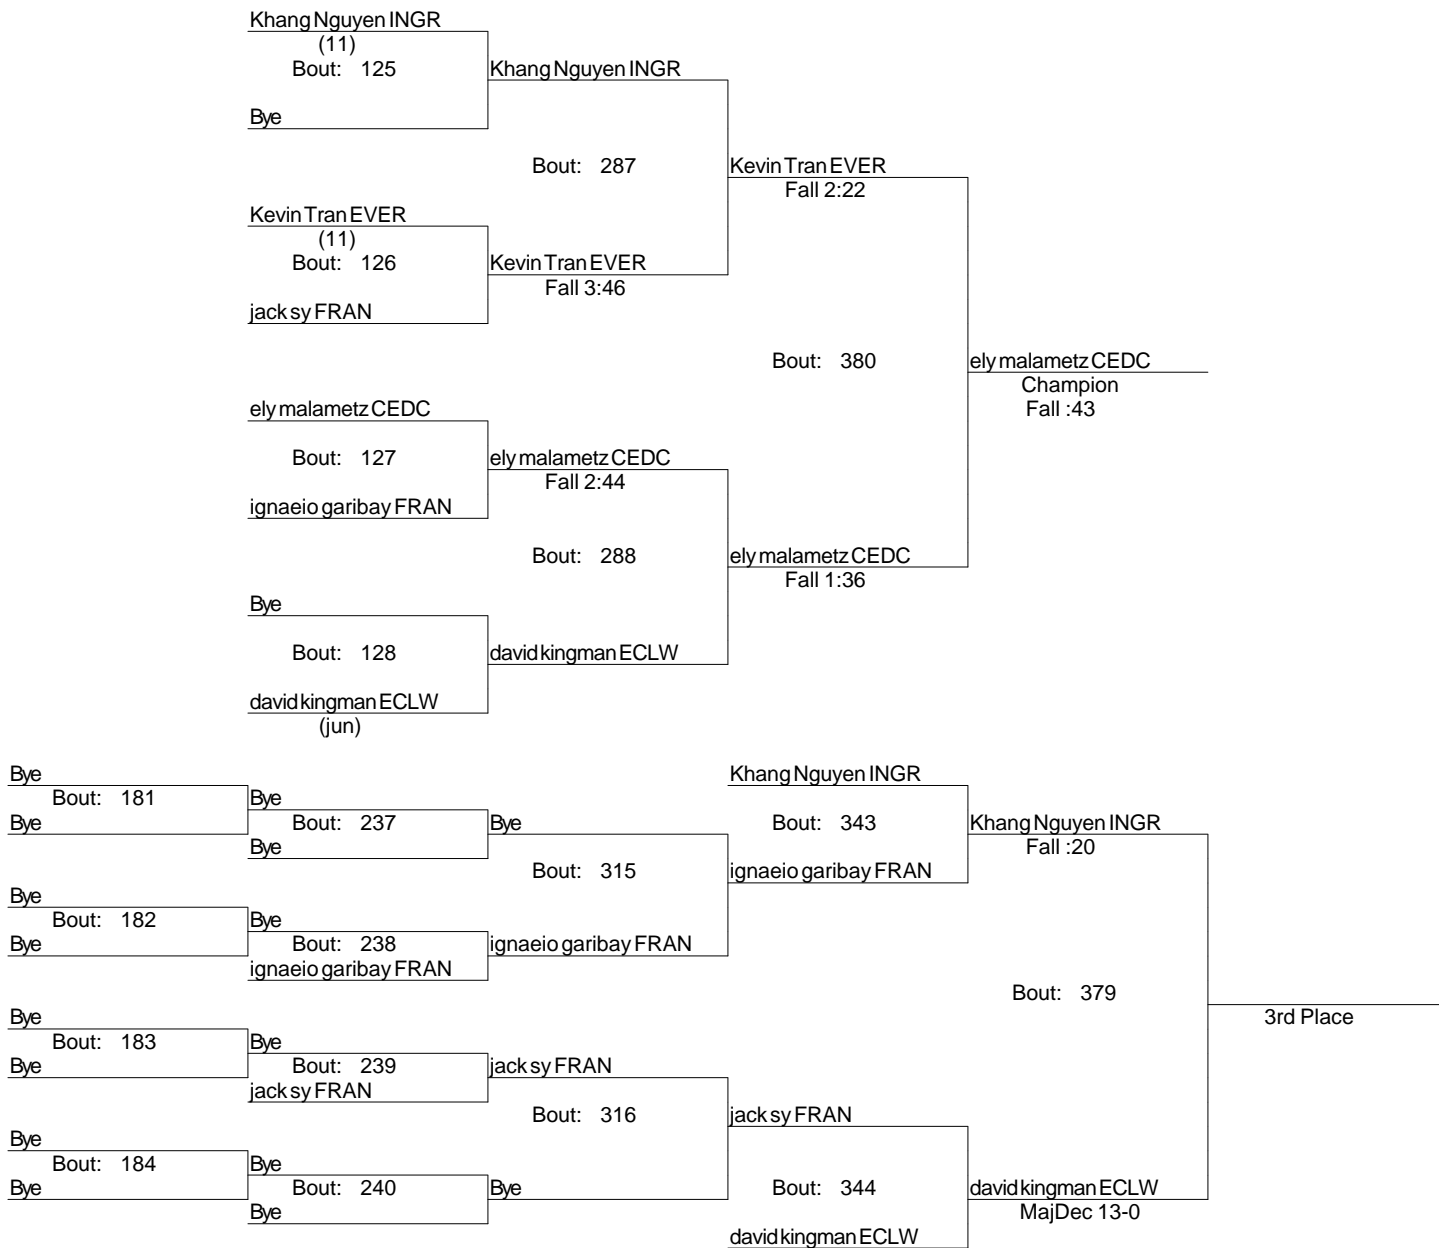 Khang Nguyen INGR
(11)
Bout: 125
Khang Nguyen INGR
Bye
Bout: 287
Kevin Tran EVER
Fall 2:22
Kevin Tran EVER
(11)
Bout: 126
Kevin Tran EVER
Fall 3:46
jack sy FRAN
Bout: 380
ely malametz CEDC
Champion
Fall :43
ely malametz CEDC
Bout: 127
ely malametz CEDC
Fall 2:44
ignaeio garibay FRAN
Bout: 288
ely malametz CEDC
Fall 1:36
Bye
Bout: 128
david kingman ECLW
david kingman ECLW
(jun)
Bye
Bout: 181
Bye
Bye
Bout: 237
Bye
Bye
Bout: 315
Khang Nguyen INGR
Bout: 343
Khang Nguyen INGR
Fall :20
ignaeio garibay FRAN
Bye
Bout: 182
Bye
Bye
Bout: 238
ignaeio garibay FRAN
ignaeio garibay FRAN
Bout: 379
3rd Place
Bye
Bout: 183
Bye
Bye
Bout: 239
jack sy FRAN
jack sy FRAN
Bout: 316
jack sy FRAN
Bye
Bout: 184
Bye
Bye
Bout: 240
Bye
Bye
Bout: 344
david kingman ECLW
MajDec 13-0
david kingman ECLW